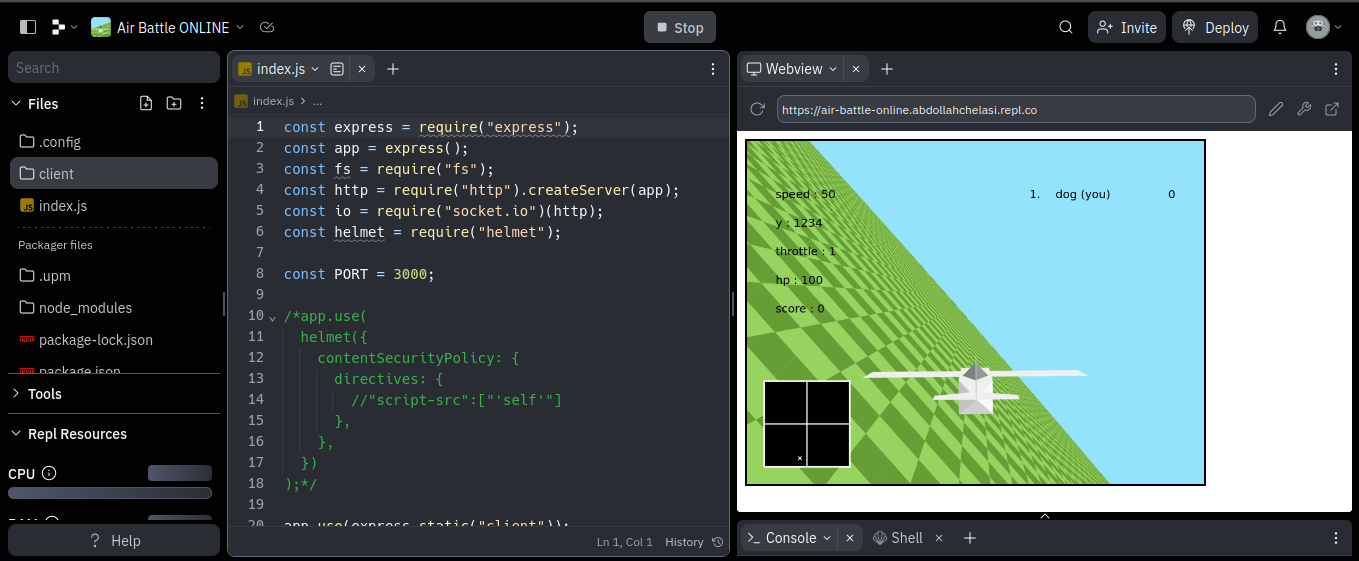 Air Battle ONLINE
Stop
Invite
Deploy
Search
Files
.config
client
JS index.js
Packager files
.upm
node_modules
package-lock.json
package.json
Tools
Repl Resources
CPU
Help
JS index.js
JS index.js > ...
1 const express = require("express");
2 const app = express();
3 const fs = require("fs");
4 const http = require("http").createServer(app);
5 const io = require("socket.io")(http);
6 const helmet = require("helmet");
7
8 const PORT = 3000;
9
10 /*app.use(
11 helmet({
12 contentSecurityPolicy: {
13 directives: {
14 //"script-src":["'self'"]
15 },
16 },
17 })
18 );*/
19
20 app.use(express.static("client"));
Ln 1, Col 1 History
Webview
https://air-battle-online.abdollahchelasi.repl.co
speed : 50
1. dog (you) 0
y : 1234
throttle : 1
hp : 100
score : 0
Console
Shell